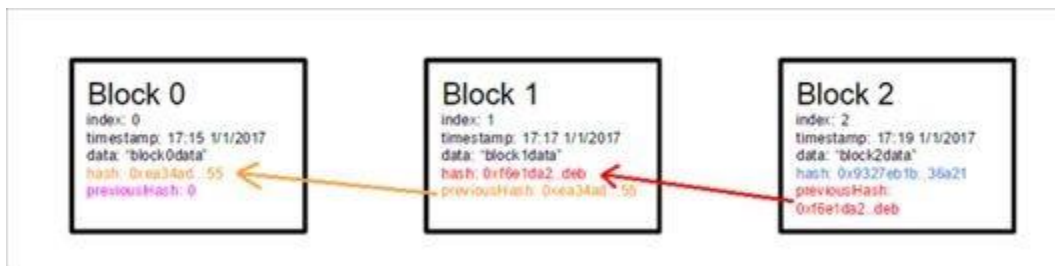 Block 0
index: 0
timestamp: 17:15 1/1/2017
data: "block0data"
hash: 0xea34ad...55
previousHash: 0
Block 1
index: 1
timestamp: 17:17 1/1/2017
data: "block1data"
hash: 0xf6e1da2..deb
previousHash: 0xea34ad...55
Block 2
index: 2
timestamp: 17:19 1/1/2017
data: "block2data"
hash: 0x9327eb1b..36a21
previousHash:
0xf6e1da2..deb